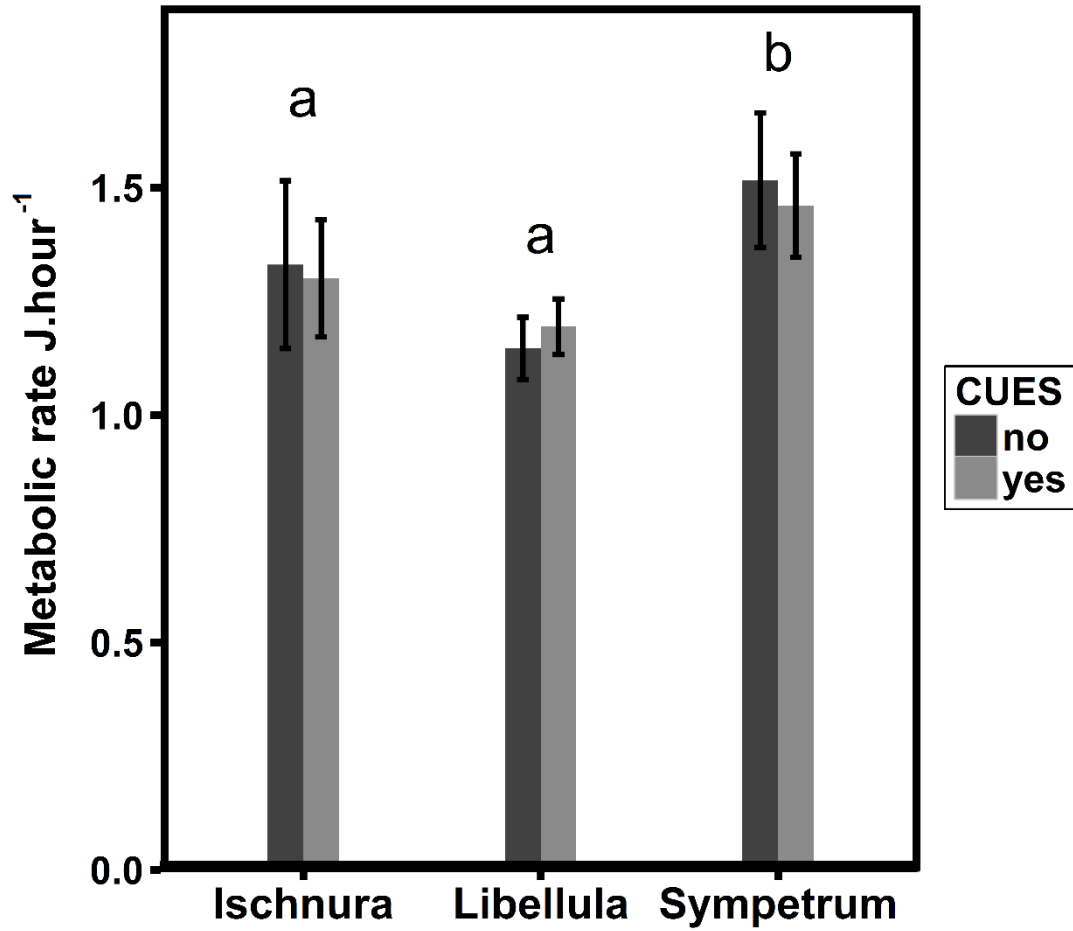 a
a
b
Metabolic rate J.hour-1
1.5
1.0
0.5
0.0
Ischnura Libellula Sympetrum
CUES
no
yes